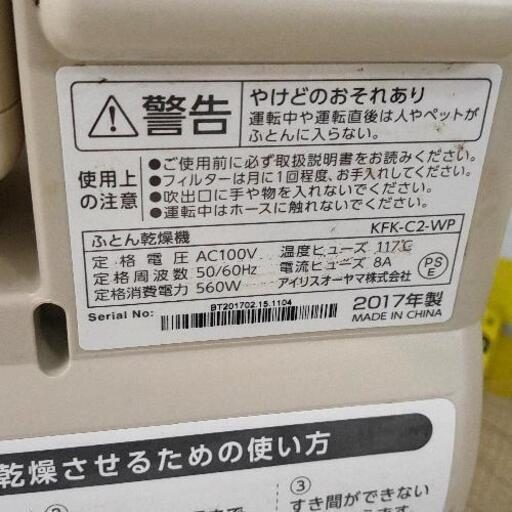 警告
やけどのおそれあり
運転中や運転直後は人やペットが
ふとんに入らない。
使用上
の注意
●ご使用前に必ず取扱説明書をお読みください。
●フィルターは月に1回程度、お手入れしてください。
●吹出口に手や物を入れないでください。
●運転中はホースに触れないでください。
ふとん乾燥機 KFK-C2-WP
定格電圧 AC100V 温度ヒューズ 117℃
定格周波数 50/60Hz 電流ヒューズ 8A
定格消費電力 560W アイリスオーヤマ株式会社
PSE
Serial No: BT201702.15.1104
2017年製
MADE IN CHINA
乾燥させるための使い方
②
③
すき間ができない